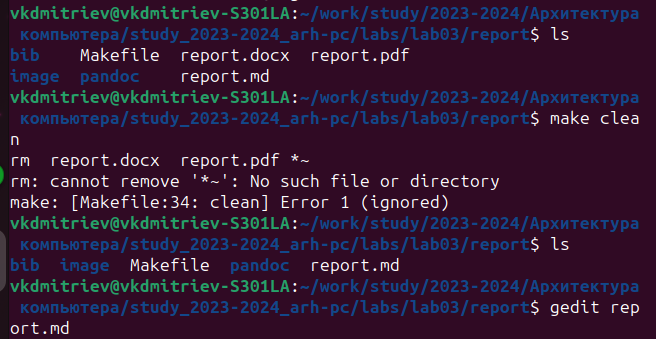 vkdmitriev@vkdmitriev-S301LA:~/work/study/2023-2024/Архитектура
 компьютера/study_2023-2024_arh-pc/labs/lab03/report$ ls
bib    Makefile  report.docx  report.pdf
image  pandoc    report.md
vkdmitriev@vkdmitriev-S301LA:~/work/study/2023-2024/Архитектура
 компьютера/study_2023-2024_arh-pc/labs/lab03/report$ make clea
n
rm  report.docx  report.pdf *~
rm: cannot remove '*~': No such file or directory
make: [Makefile:34: clean] Error 1 (ignored)
vkdmitriev@vkdmitriev-S301LA:~/work/study/2023-2024/Архитектура
 компьютера/study_2023-2024_arh-pc/labs/lab03/report$ ls
bib  image  Makefile  pandoc  report.md
vkdmitriev@vkdmitriev-S301LA:~/work/study/2023-2024/Архитектура
 компьютера/study_2023-2024_arh-pc/labs/lab03/report$ gedit rep
ort.md